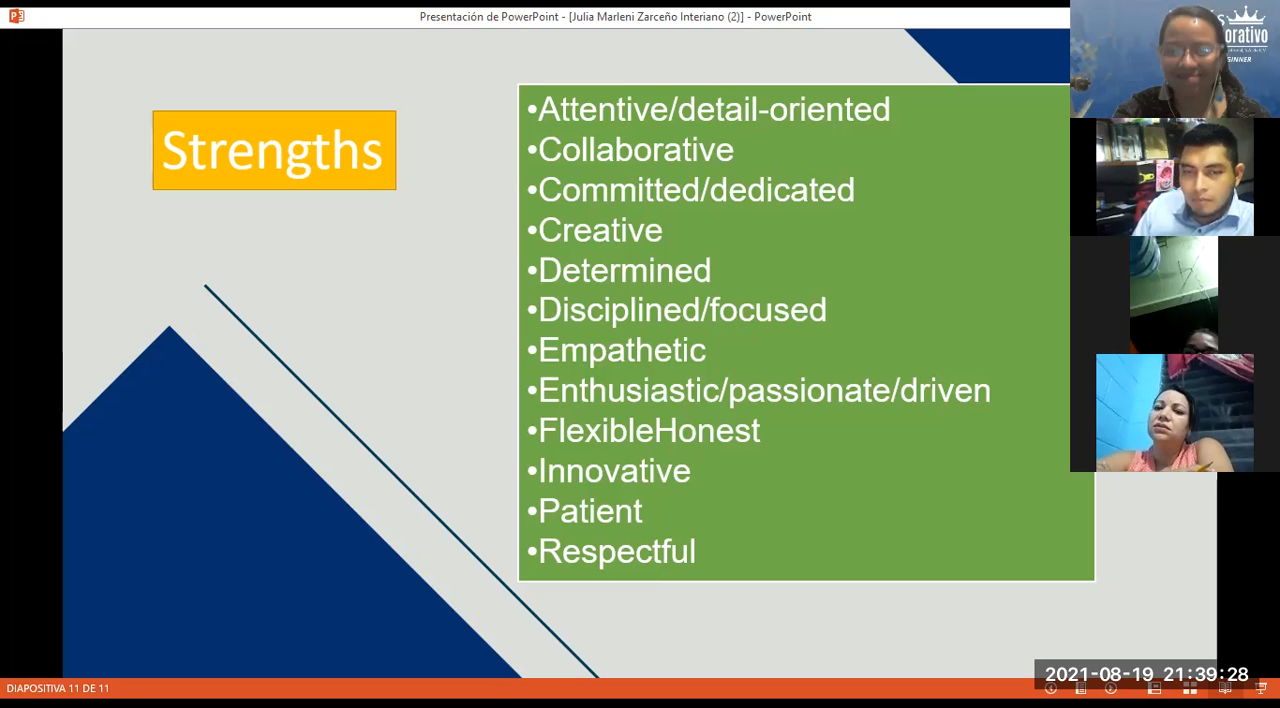 Presentación de PowerPoint - [Julia Marleni Zarceño Interiano (2)] - PowerPoint
Strengths
•Attentive/detail-oriented
•Collaborative
•Committed/dedicated
•Creative
•Determined
•Disciplined/focused
•Empathetic
•Enthusiastic/passionate/driven
•FlexibleHonest
•Innovative
•Patient
•Respectful
DIAPOSITIVA 11 DE 11
2021-08-19 21:39:28